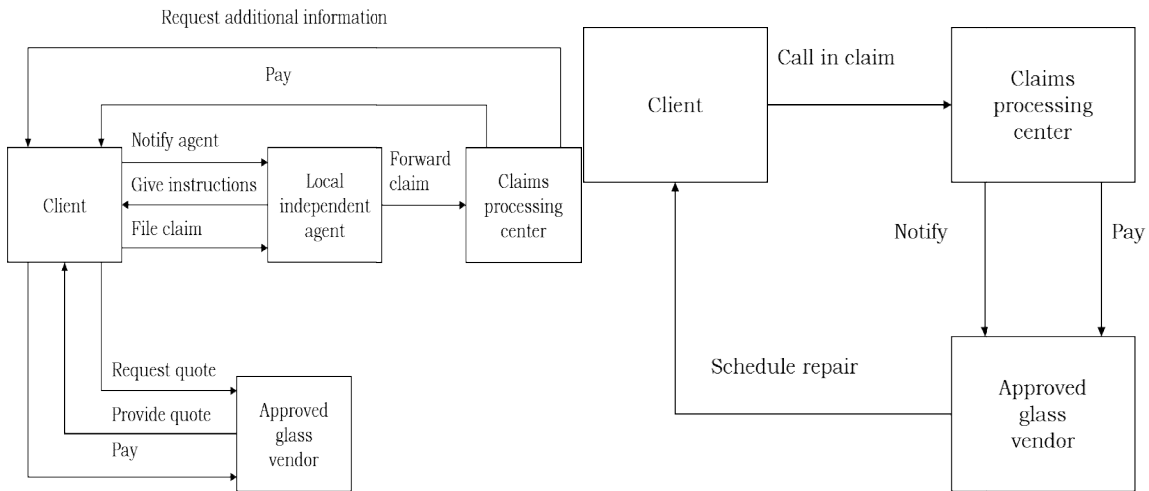 Request additional information
Pay
Notify agent
Give instructions
File claim
Client
Local
independent
agent
Forward
claim
Claims
processing
center
Request quote
Provide quote
Pay
Approved
glass
vendor
Client
Call in claim
Claims
processing
center
Notify
Pay
Schedule repair
Approved
glass
vendor